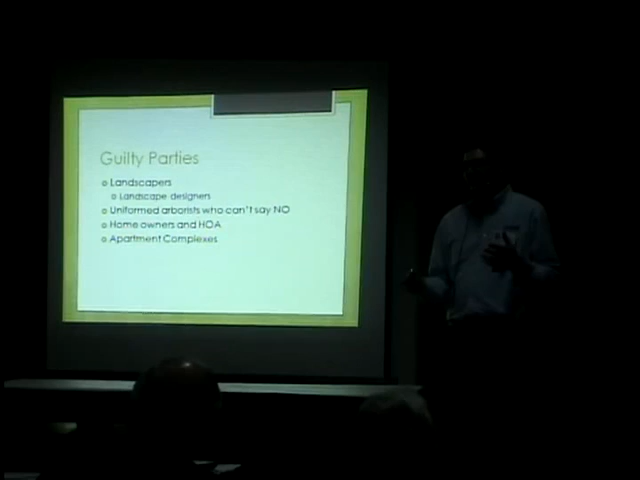 Guilty Parties
Landscapers
Landscape designers
Uniformed arborists who can't say NO
Home owners and HOA
Apartment Complexes